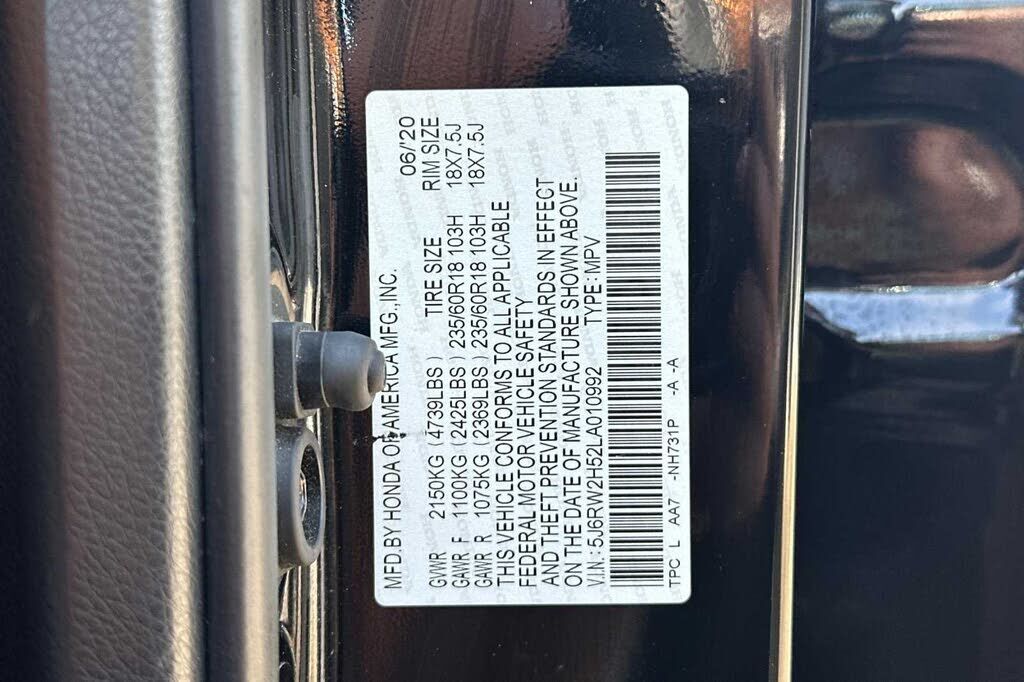 MFD.BY HONDA OF AMERICA MFG.,INC. 06/'20
GVWR 2150KG (4739LBS) TIRE SIZE RIM SIZE
GAWR F 1100KG (2425LBS) 235/60R18 103H 18X7.5J
GAWR R 1075KG (2369LBS) 235/60R18 103H 18X7.5J
THIS VEHICLE CONFORMS TO ALL APPLICABLE
FEDERAL MOTOR VEHICLE SAFETY
AND THEFT PREVENTION STANDARDS IN EFFECT
ON THE DATE OF MANUFACTURE SHOWN ABOVE.
V.I.N.: 5J6RW2H52LA010992 TYPE: MPV
TPC L AA7 -NH731P -A -A